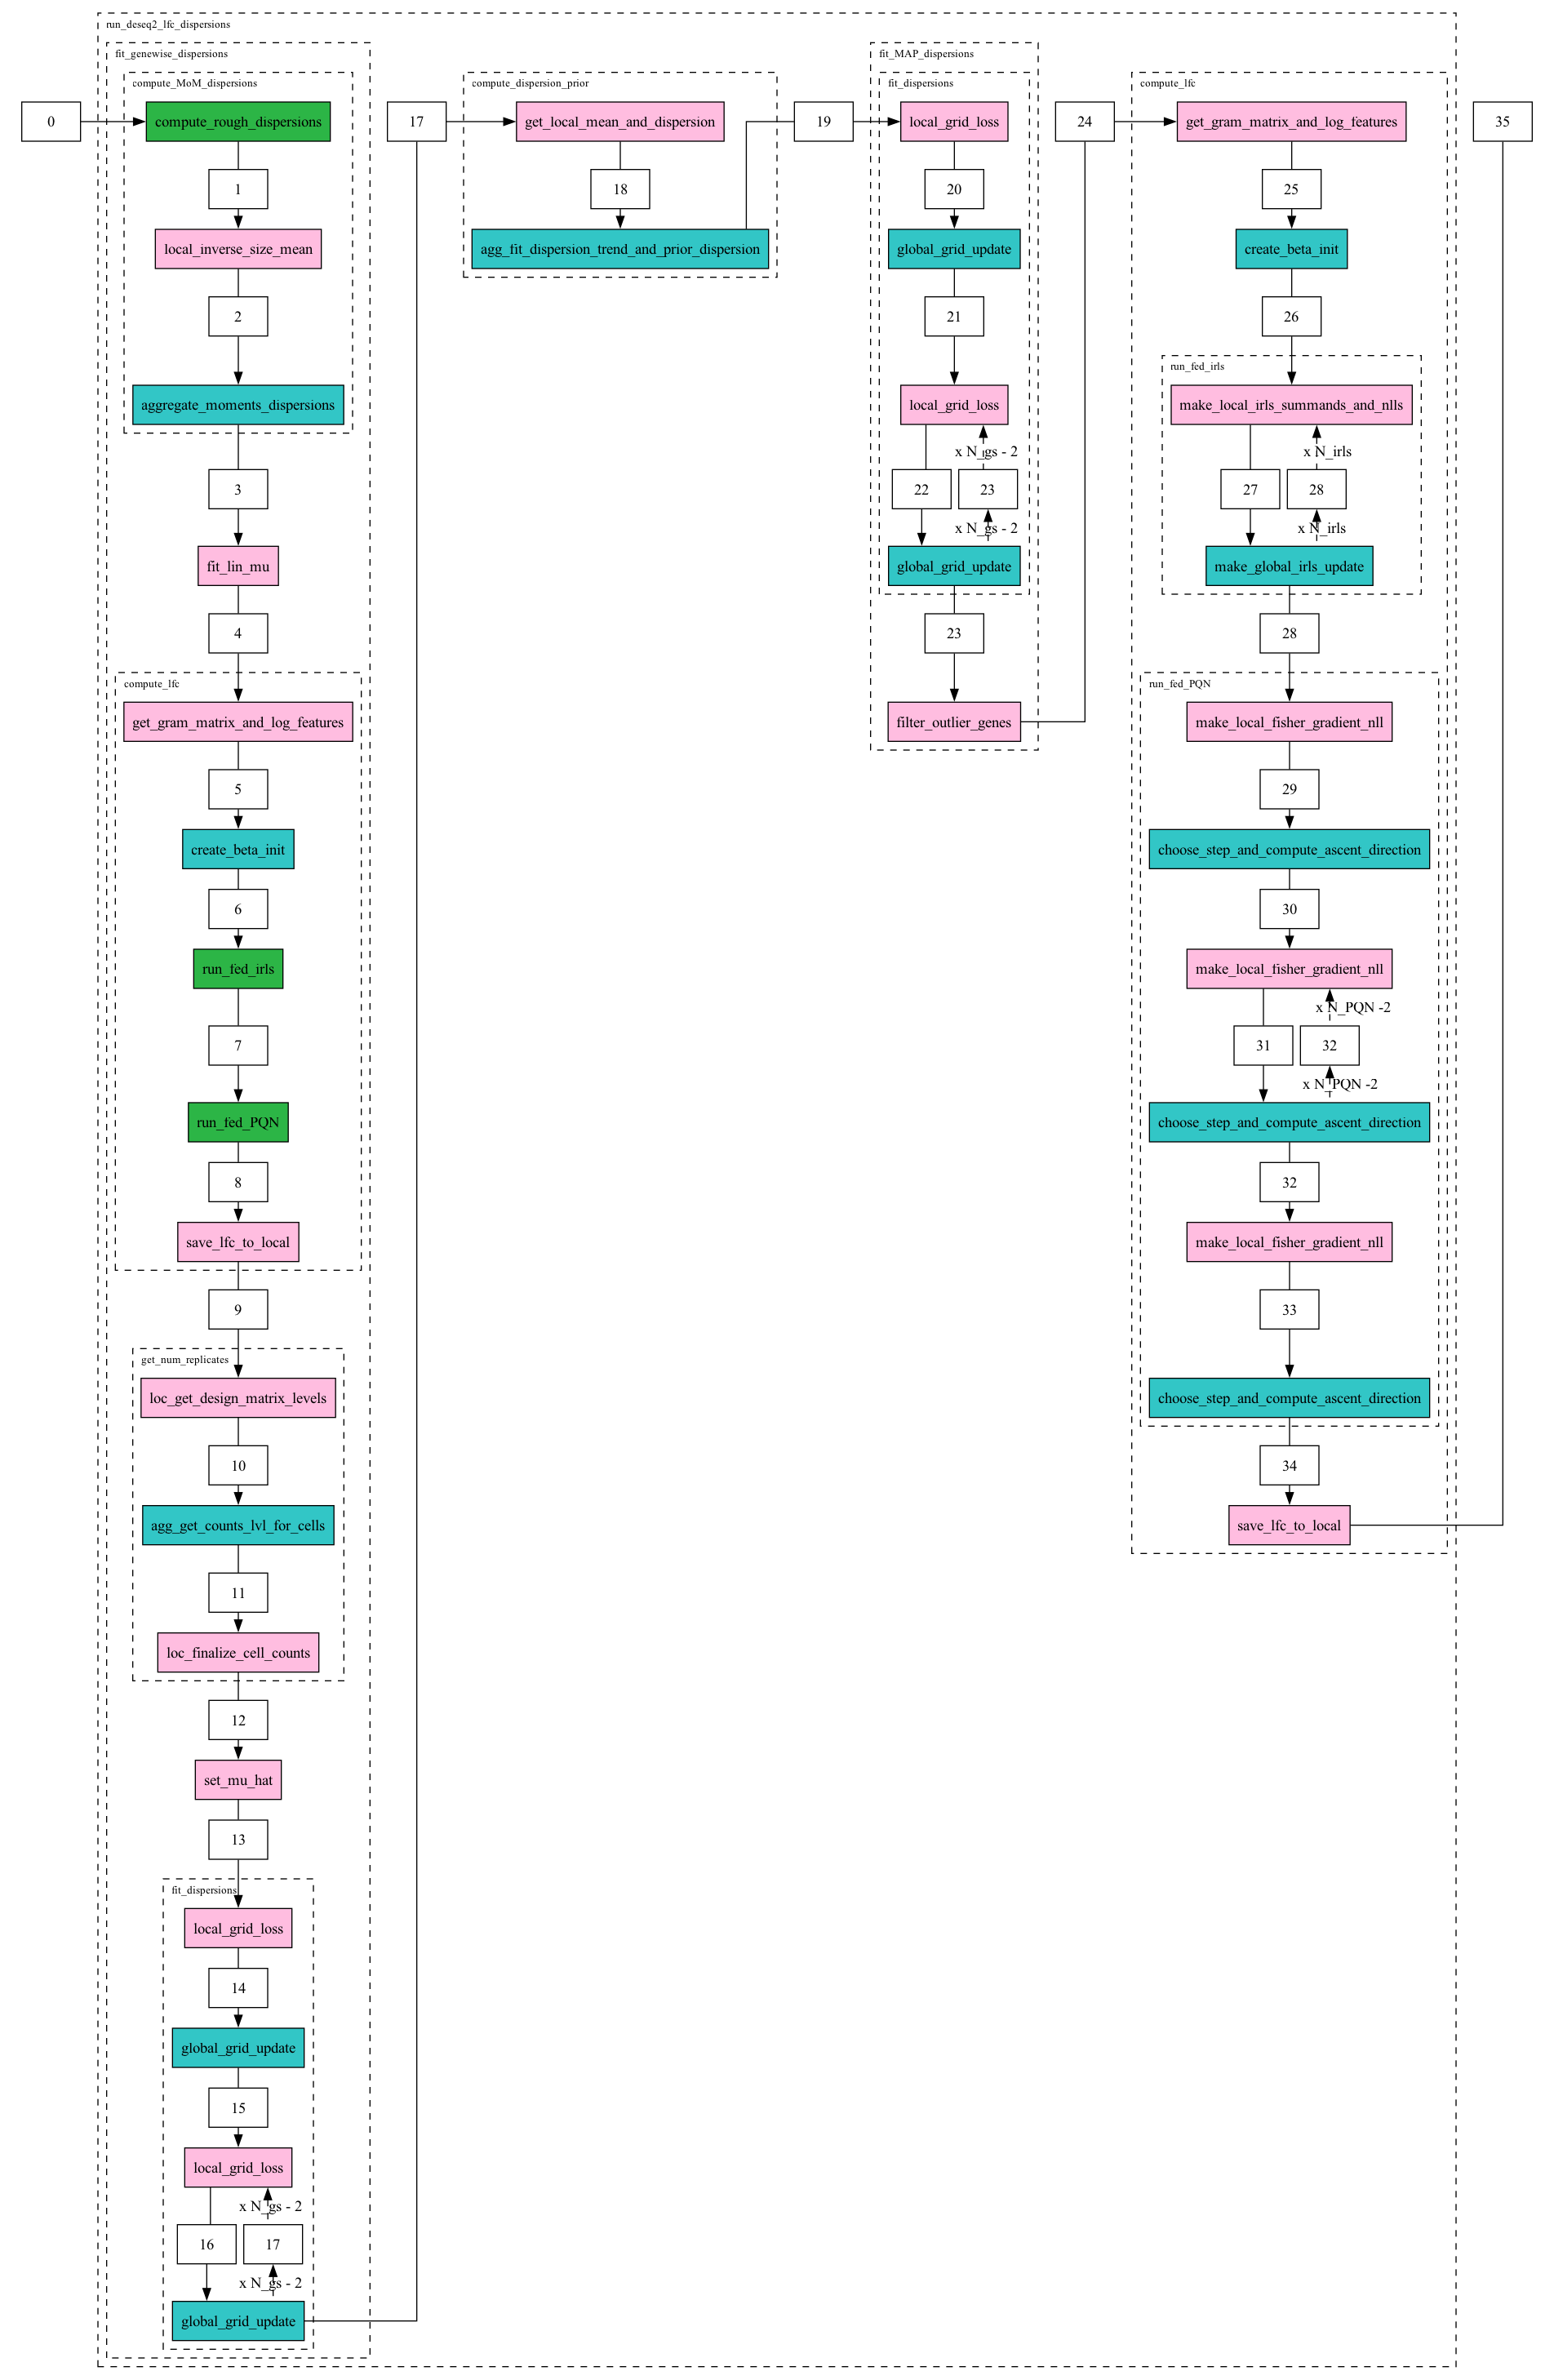 run_deseq2_lfc_dispersions
fit_genewise_dispersions
compute_MoM_dispersions
0
compute_rough_dispersions
1
local_inverse_size_mean
2
aggregate_moments_dispersions
3
fit_lin_mu
4
compute_lfc
get_gram_matrix_and_log_features
5
create_beta_init
6
run_fed_irls
7
run_fed_PQN
8
save_lfc_to_local
9
get_num_replicates
loc_get_design_matrix_levels
10
agg_get_counts_lvl_for_cells
11
loc_finalize_cell_counts
12
set_mu_hat
13
fit_dispersions
local_grid_loss
14
global_grid_update
15
local_grid_loss
x N_gs - 2
16
17
x N_gs - 2
global_grid_update
17
compute_dispersion_prior
get_local_mean_and_dispersion
18
agg_fit_dispersion_trend_and_prior_dispersion
19
fit_MAP_dispersions
fit_dispersions
local_grid_loss
20
global_grid_update
21
local_grid_loss
x N_gs - 2
22
23
x N_gs - 2
global_grid_update
23
filter_outlier_genes
24
compute_lfc
get_gram_matrix_and_log_features
25
create_beta_init
26
run_fed_irls
make_local_irls_summands_and_nlls
x N_irls
27
28
x N_irls
make_global_irls_update
28
run_fed_PQN
make_local_fisher_gradient_nll
29
choose_step_and_compute_ascent_direction
30
make_local_fisher_gradient_nll
x N_PQN -2
31
32
x N_PQN -2
choose_step_and_compute_ascent_direction
32
make_local_fisher_gradient_nll
33
choose_step_and_compute_ascent_direction
34
save_lfc_to_local
35